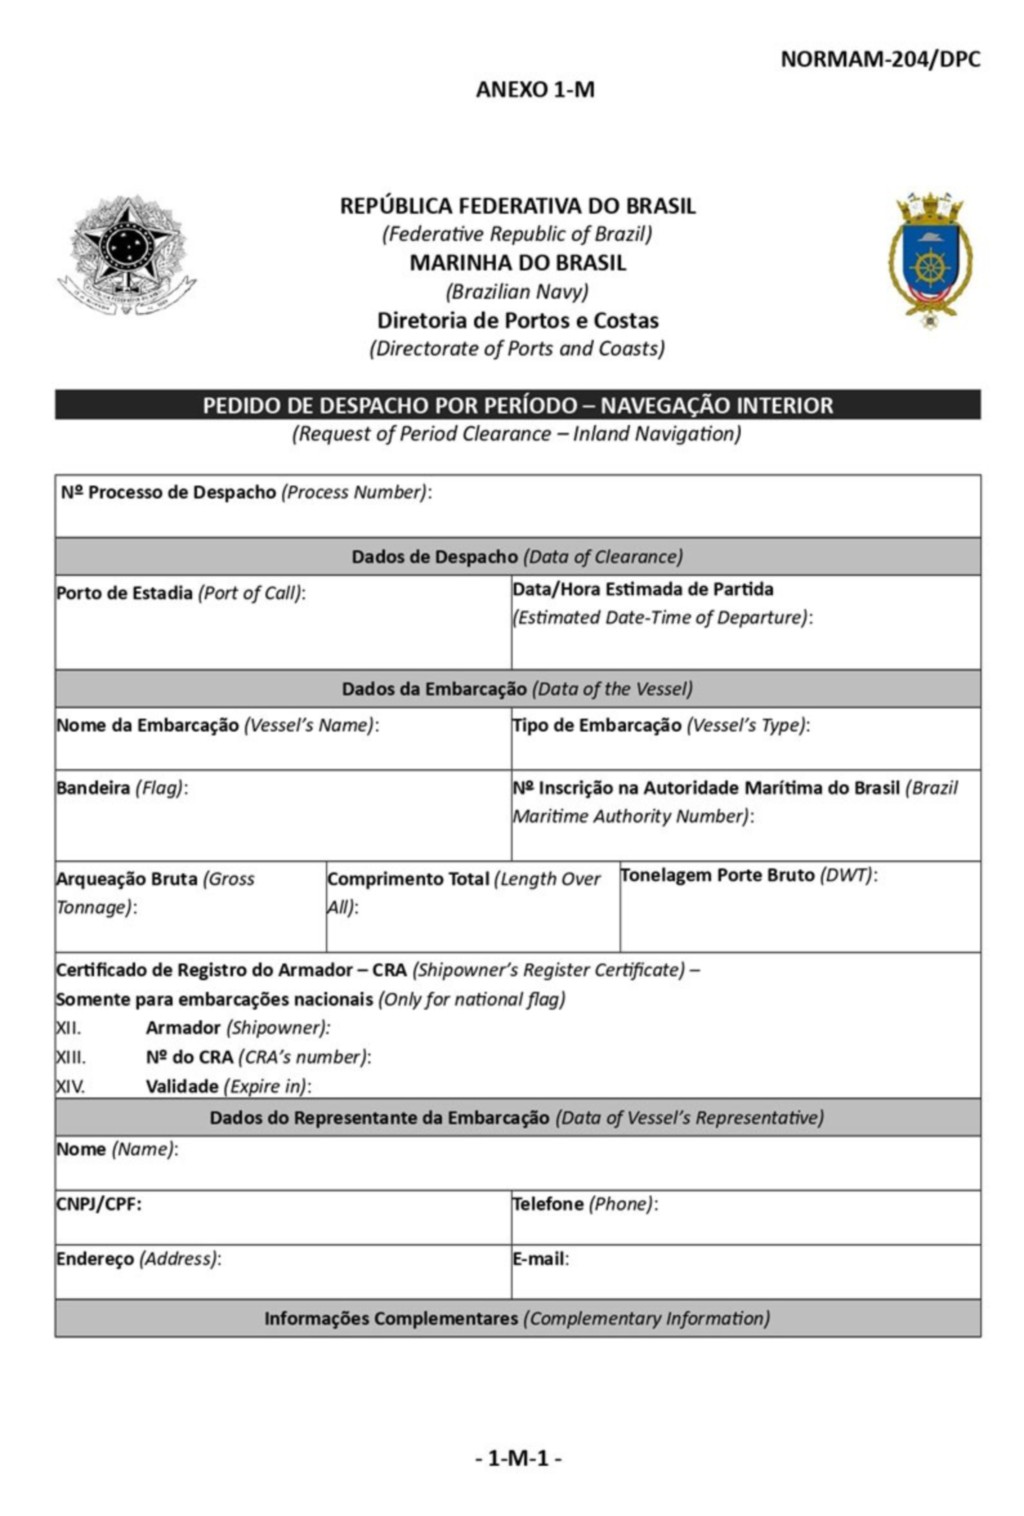 NORMAM-204/DPC
ANEXO 1-M
REPÚBLICA FEDERATIVA DO BRASIL
(Federative Republic of Brazil)
MARINHA DO BRASIL
(Brazilian Navy)
Diretoria de Portos e Costas
(Directorate of Ports and Coasts)
PEDIDO DE DESPACHO POR PERÍODO – NAVEGAÇÃO INTERIOR
(Request of Period Clearance – Inland Navigation)
Nº Processo de Despacho (Process Number):
Dados de Despacho (Data of Clearance)
Porto de Estadia (Port of Call):
Data/Hora Estimada de Partida
(Estimated Date-Time of Departure):
Dados da Embarcação (Data of the Vessel)
Nome da Embarcação (Vessel’s Name):
Tipo de Embarcação (Vessel’s Type):
Bandeira (Flag):
Nº Inscrição na Autoridade Marítima do Brasil (Brazil
Maritime Authority Number):
Arqueação Bruta (Gross
Tonnage):
Comprimento Total (Length Over
All):
Tonelagem Porte Bruto (DWT):
Certificado de Registro do Armador – CRA (Shipowner’s Register Certificate) –
Somente para embarcações nacionais (Only for national flag)
XII. Armador (Shipowner):
XIII. Nº do CRA (CRA’s number):
XIV. Validade (Expire in):
Dados do Representante da Embarcação (Data of Vessel’s Representative)
Nome (Name):
CNPJ/CPF:
Telefone (Phone):
Endereço (Address):
E-mail:
Informações Complementares (Complementary Information)
- 1-M-1 -